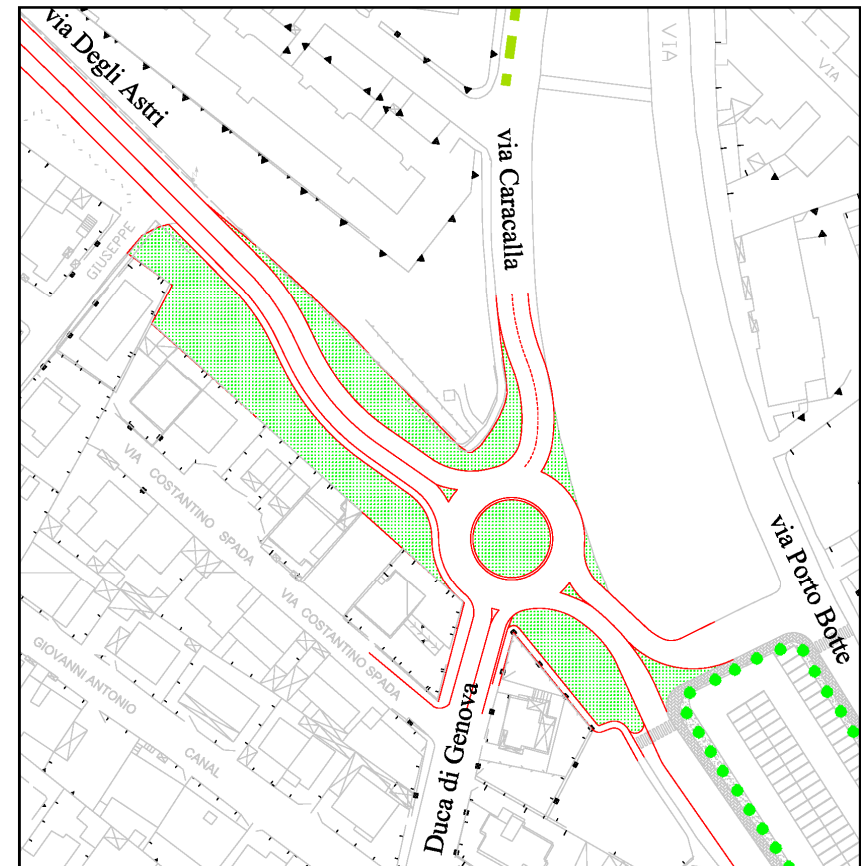 via Degli Astri
VIA
VIA
via Caracalla
GIUSEPPE
VIA COSTANTINO SPADA
via Porto Botte
VIA COSTANTINO SPADA
GIOVANNI ANTONIO
CANAL
Duca di Genova